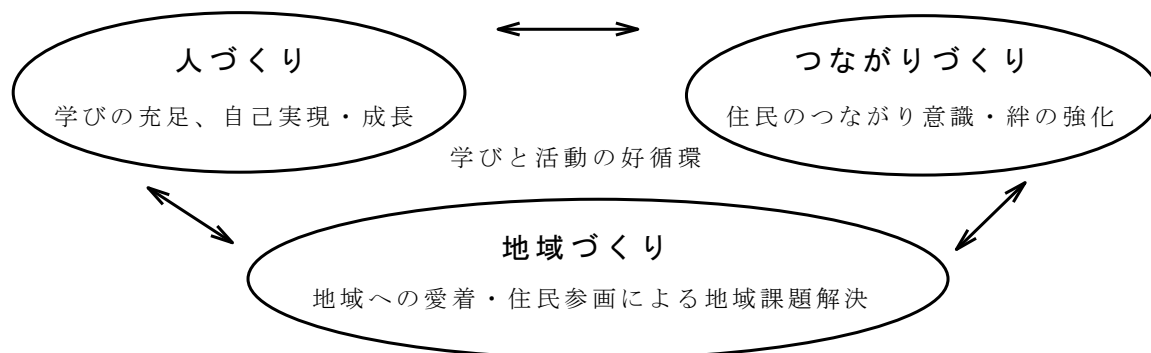 人づくり
学びの充足、自己実現・成長
つながりづくり
住民のつながり意識・絆の強化
学びと活動の好循環
地域づくり
地域への愛着・住民参画による地域課題解決